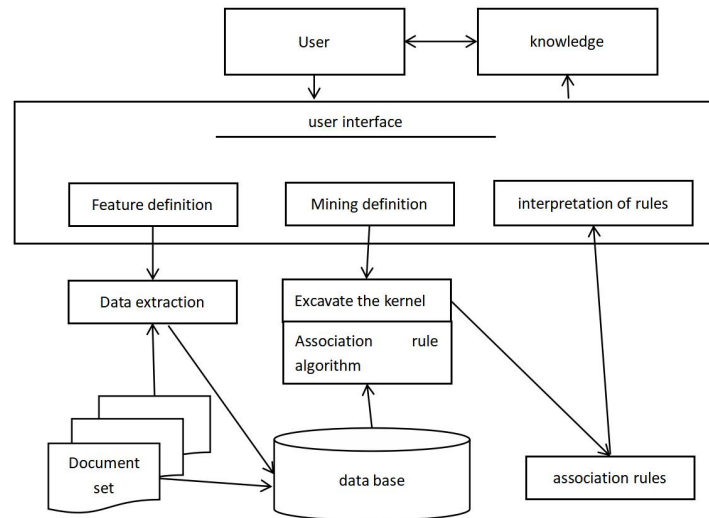 User
knowledge
user interface
Feature definition
Mining definition
interpretation of rules
Data extraction
Excavate the kernel
Association rule
algorithm
Document
set
data base
association rules